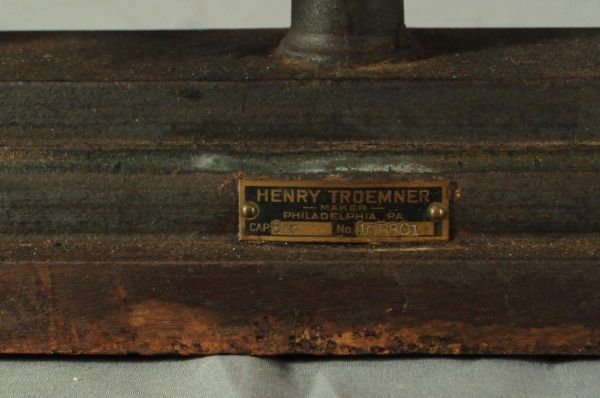 HENRY TROEMNER
— MAKER —
PHILADELPHIA, PA.
CAP. No